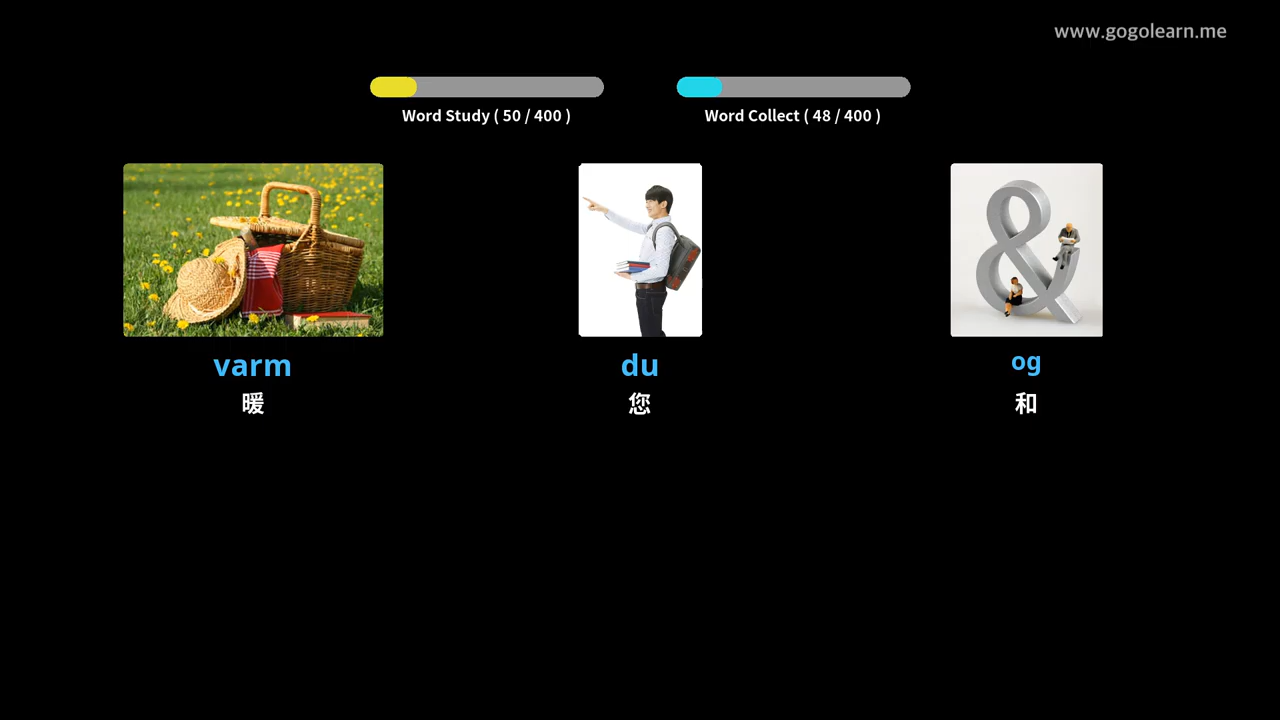 www.gogolearn.me
Word Study ( 50 / 400 )
Word Collect ( 48 / 400 )
varm
du
og
暖
您
和